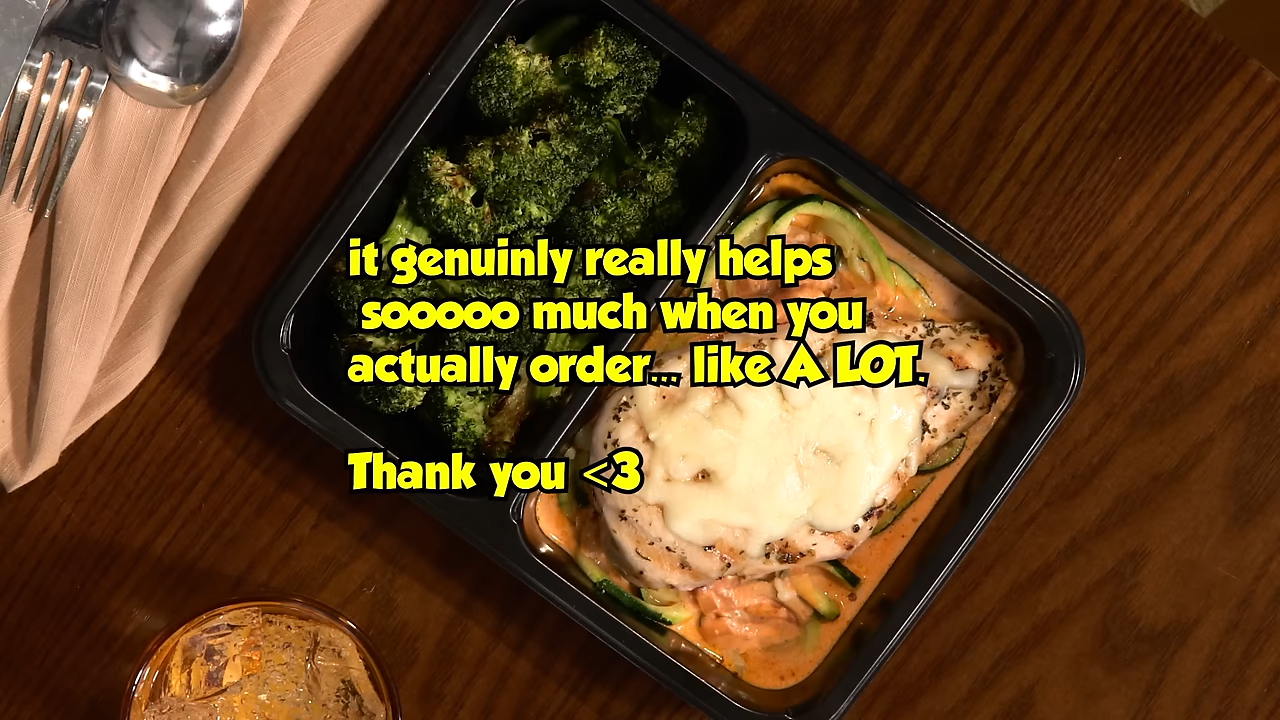 it genuinly really helps
sooooo much when you
actually order... like A LOT.
Thank you <3